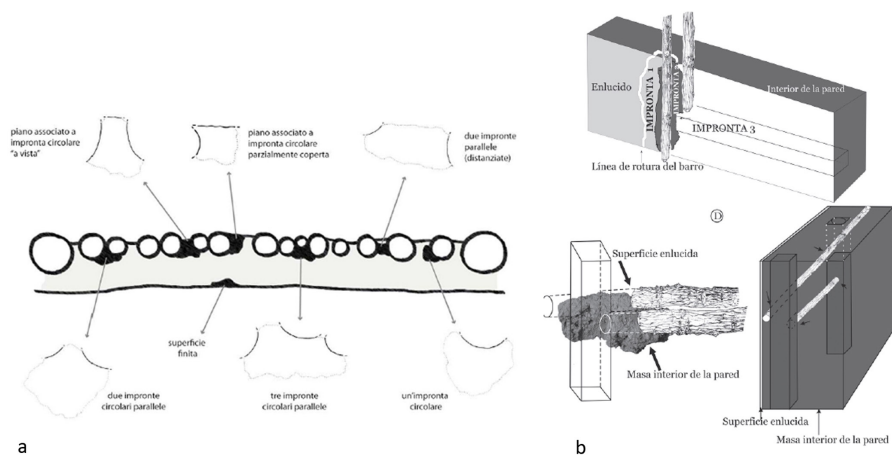 piano associato a
impronta circolare
"a vista"
piano associato a
impronta circolare
parzialmente coperta
due impronte
parallele
(distanziate)
superficie
finita
due impronte
circolari parallele
tre impronte
circolari parallele
un'impronta
circolare
a
Enlucido
IMPRONTA 1
IMPRONTA
Interior de la pared
IMPRONTA 3
Línea de rotura del barro
D
Superficie enlucida
Masa interior de la pared
Superficie enlucida
Masa interior de la pared
b